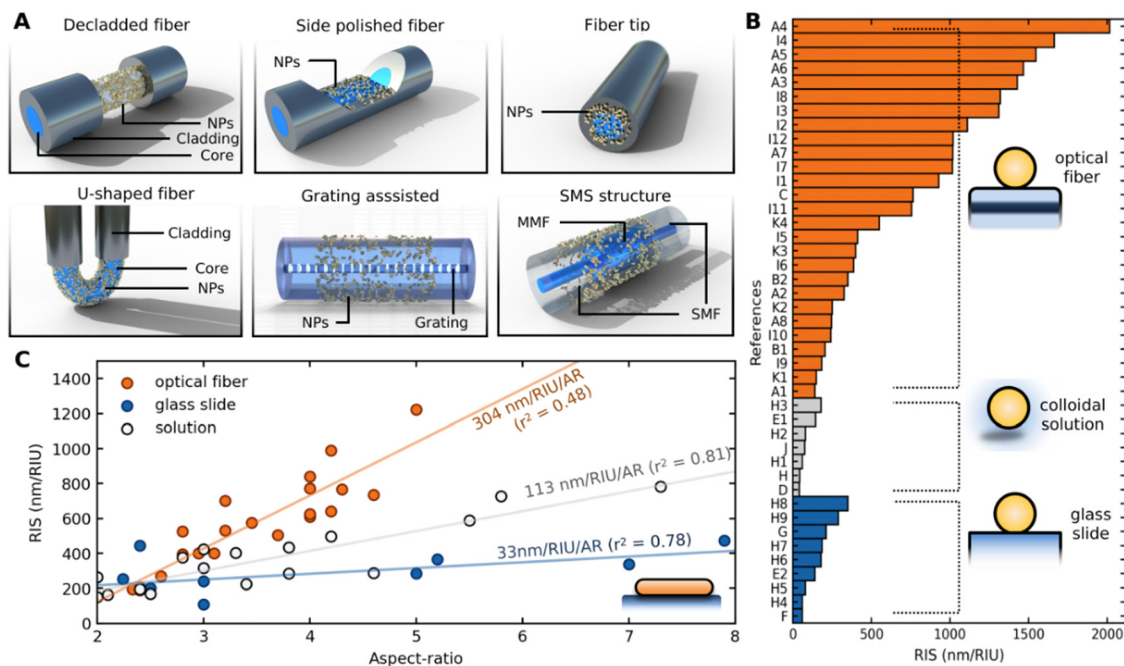 A
Decladded fiber
NPs
Cladding
Core
Side polished fiber
NPs
Fiber tip
NPs
U-shaped fiber
Cladding
Core
NPs
Grating asssisted
NPs
Grating
SMS structure
MMF
SMF
B
References
A4
I4
A5
A6
A3
I8
I3
I2
I12
A7
I7
I1
C
I11
K4
I5
K3
I6
B2
A2
K2
A8
I10
B1
I9
K1
A1
H3
E1
H2
J
H1
H
D
H8
H9
G
H7
H6
E2
H5
H4
F
optical
fiber
colloidal
solution
glass
slide
0 500 1000 1500 2000
RIS (nm/RIU)
C
RIS (nm/RIU)
1400
1200
1000
800
600
400
200
0
optical fiber
glass slide
solution
304 nm/RIU/AR
(r² = 0.48)
113 nm/RIU/AR (r² = 0.81)
33nm/RIU/AR (r² = 0.78)
2 3 4 5 6 7 8
Aspect-ratio